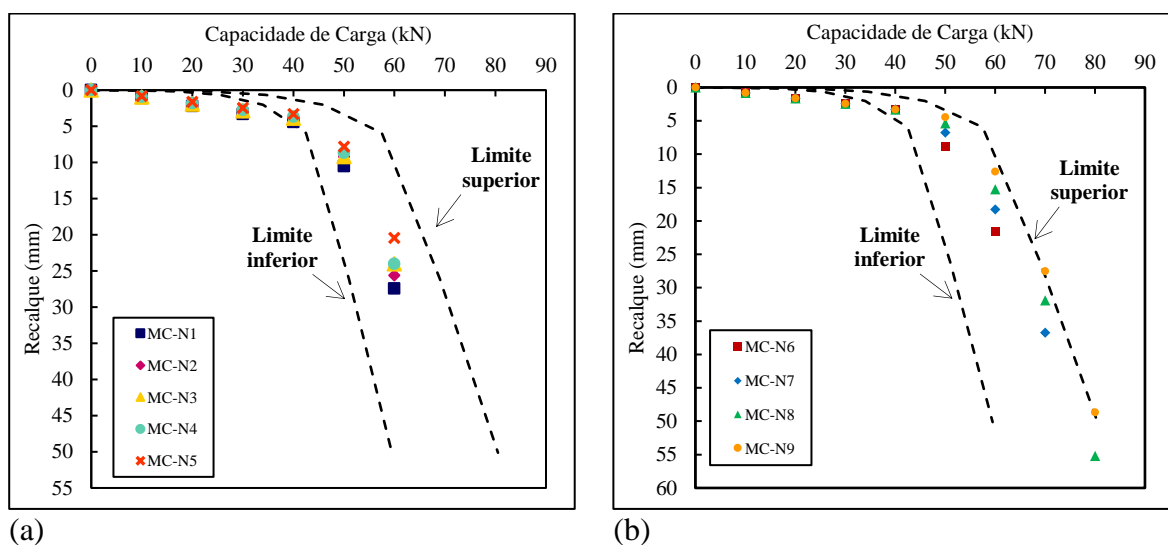 Capacidade de Carga (kN)
0 10 20 30 40 50 60 70 80 90
0
5
10
15
20
25
30
35
40
45
50
55
Recalque (mm)
Limite
superior
Limite
inferior
MC-N1
MC-N2
MC-N3
MC-N4
MC-N5
(a)
Capacidade de Carga (kN)
0 10 20 30 40 50 60 70 80 90
0
5
10
15
20
25
30
35
40
45
50
55
60
Recalque (mm)
Limite
superior
Limite
inferior
MC-N6
MC-N7
MC-N8
MC-N9
(b)